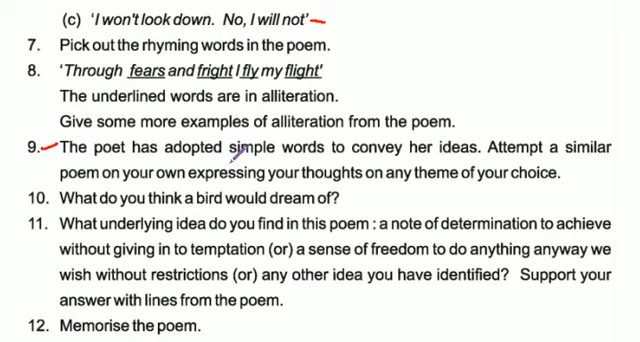 (c) 'I won't look down. No, I will not'
7. Pick out the rhyming words in the poem.
8. 'Through fears and fright I fly my flight'
The underlined words are in alliteration.
Give some more examples of alliteration from the poem.
9. The poet has adopted simple words to convey her ideas. Attempt a similar
poem on your own expressing your thoughts on any theme of your choice.
10. What do you think a bird would dream of?
11. What underlying idea do you find in this poem : a note of determination to achieve
without giving in to temptation (or) a sense of freedom to do anything anyway we
wish without restrictions (or) any other idea you have identified? Support your
answer with lines from the poem.
12. Memorise the poem.